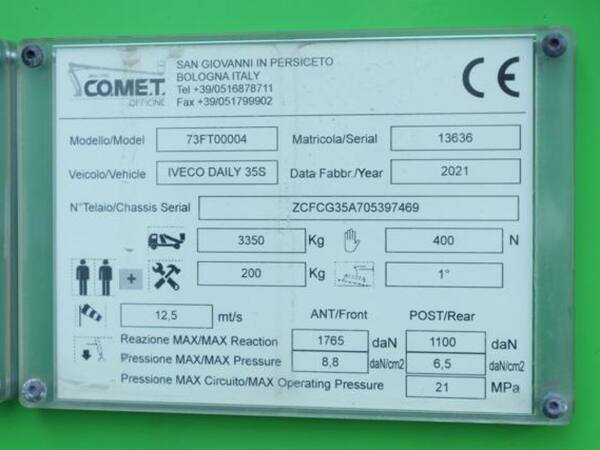 SAN GIOVANNI IN PERSICETO
BOLOGNA ITALY
Tel +39/0516878711
Fax +39/051799902
CO.ME.T.
OFFICINE
CE
Modello/Model 73FT00004 Matricola/Serial 13636
Veicolo/Vehicle IVECO DAILY 35S Data Fabbr./Year 2021
N°Telaio/Chassis Serial ZCFCG35A705397469
3350 Kg 400 N
+ 200 Kg 1°
12,5 mt/s ANT/Front POST/Rear
Reazione MAX/MAX Reaction 1765 daN 1100 daN
Pressione MAX/MAX Pressure 8,8 daN/cm2 6,5 daN/cm2
Pressione MAX Circuito/MAX Operating Pressure 21 MPa